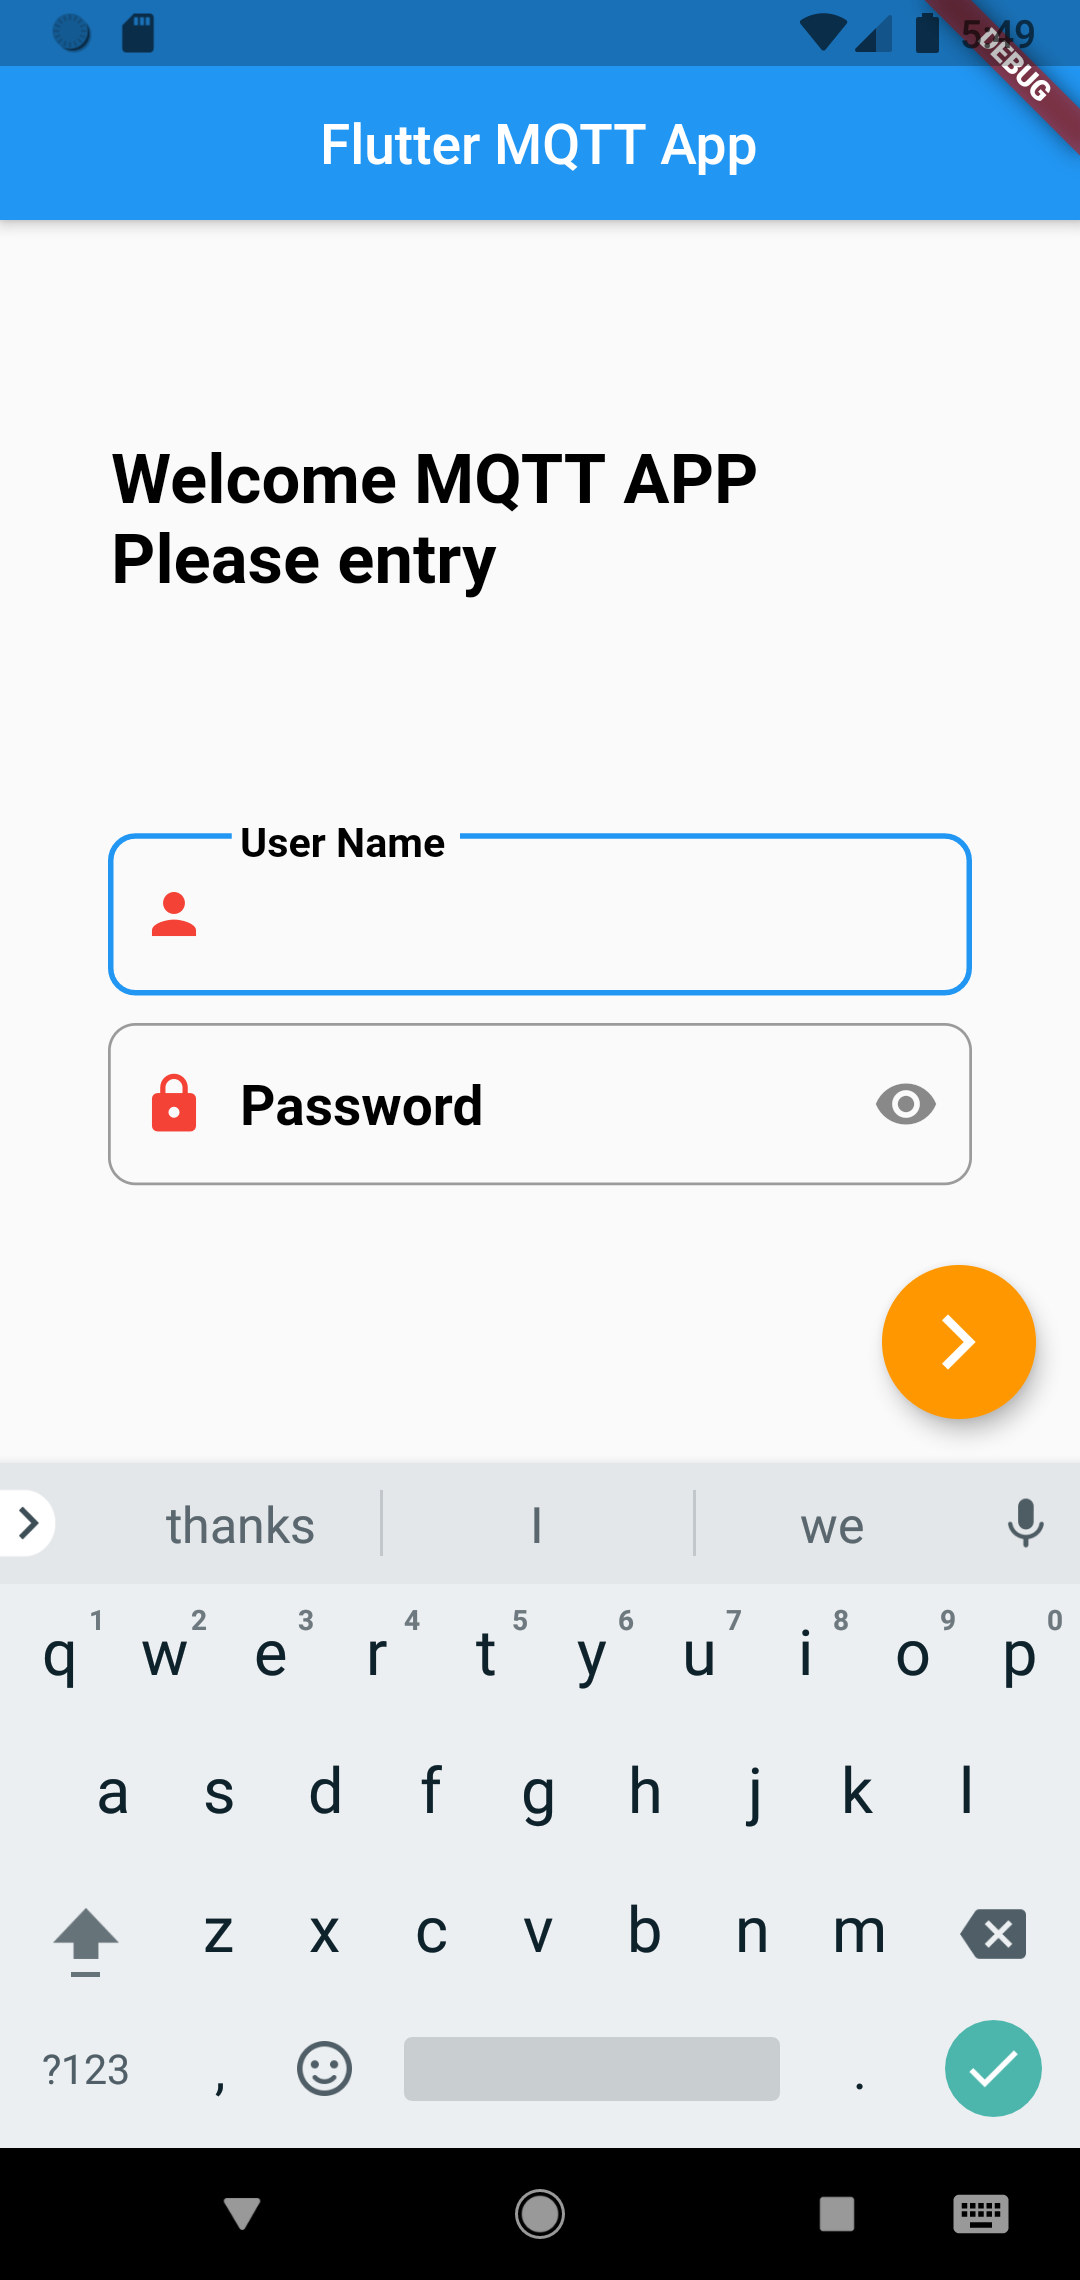 5:49
DEBUG
Flutter MQTT App
Welcome MQTT APP
Please entry
User Name
Password
thanks I we
1 2 3 4 5 6 7 8 9 0
q w e r t y u i o p
a s d f g h j k l
z x c v b n m
?123 , .